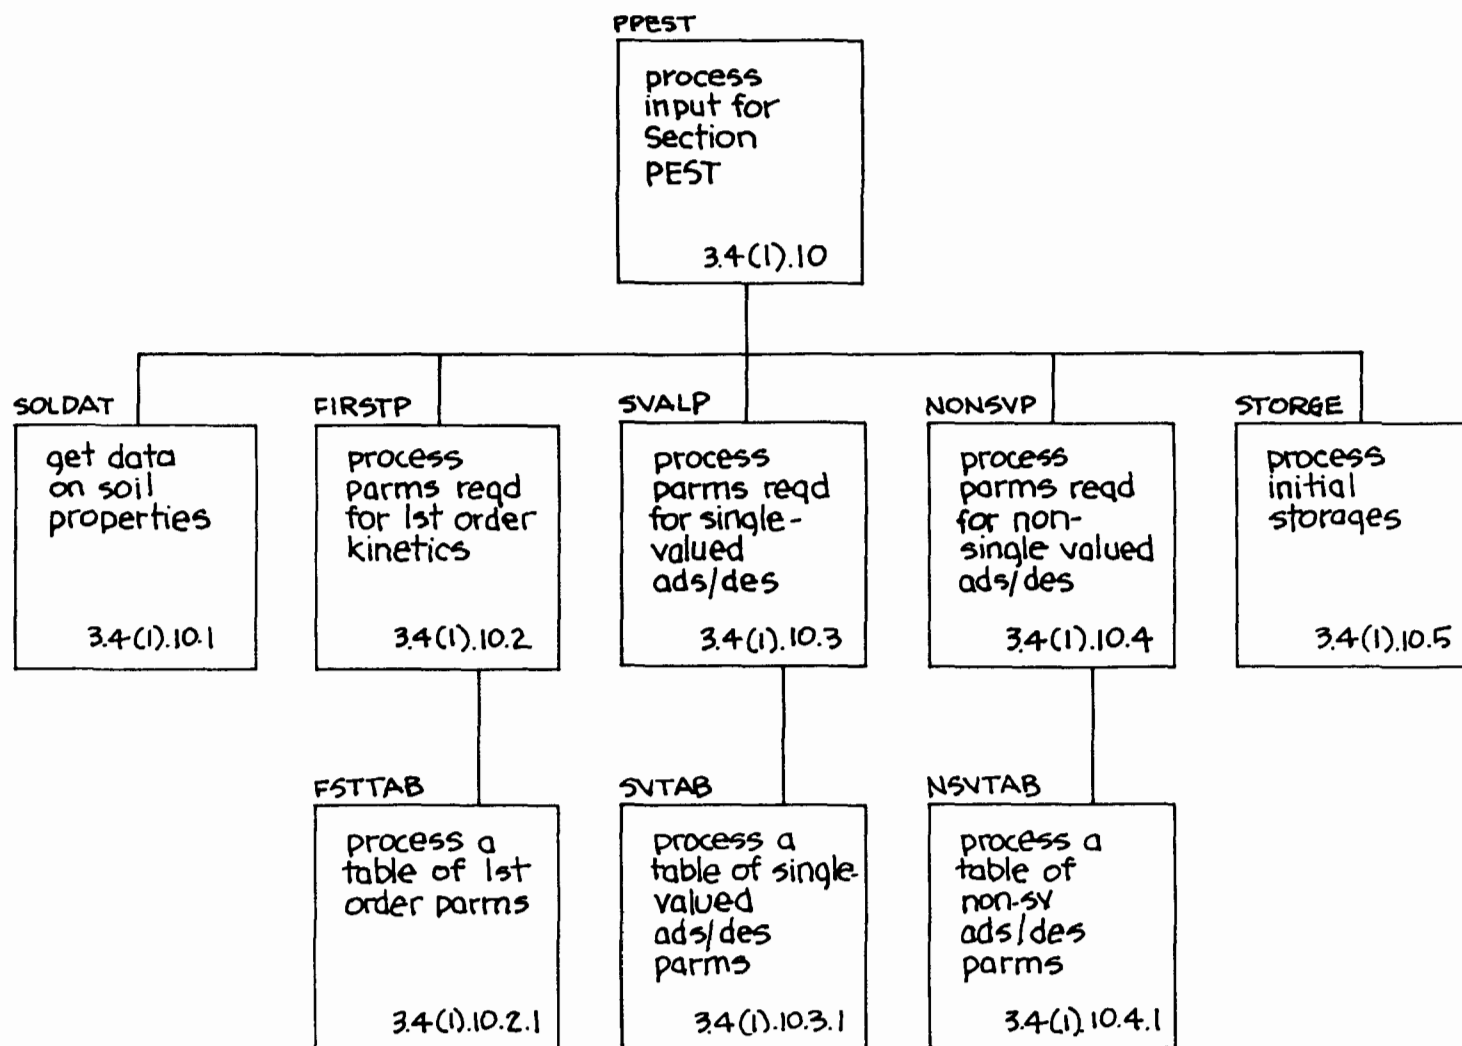 PPEST
process
input for
Section
PEST
3.4(1).10
SOLDAT
get data
on soil
properties
3.4(1).10.1
FIRSTP
process
parms reqd
for 1st order
kinetics
3.4(1).10.2
SVALP
process
parms reqd
for single-
valued
ads/des
3.4(1).10.3
NONSVP
process
parms reqd
for non-
single valued
ads/des
3.4(1).10.4
STORGE
process
initial
storages
3.4(1).10.5
FSTTAB
process a
table of 1st
order parms
3.4(1).10.2.1
SVTAB
process a
table of single-
valued
ads/des
parms
3.4(1).10.3.1
NSVTAB
process a
table of
non-sv
ads/des
parms
3.4(1).10.4.1